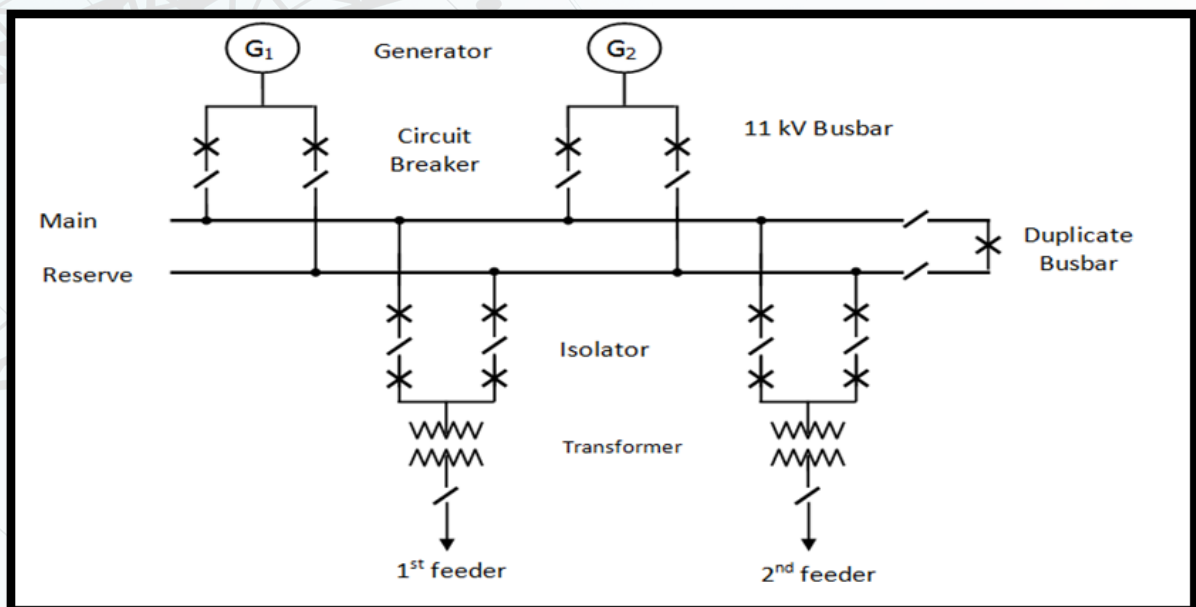 G₁
Generator
G₂
11 kV Busbar
Circuit
Breaker
Main
Duplicate
Busbar
Reserve
Isolator
Transformer
1st feeder
2nd feeder